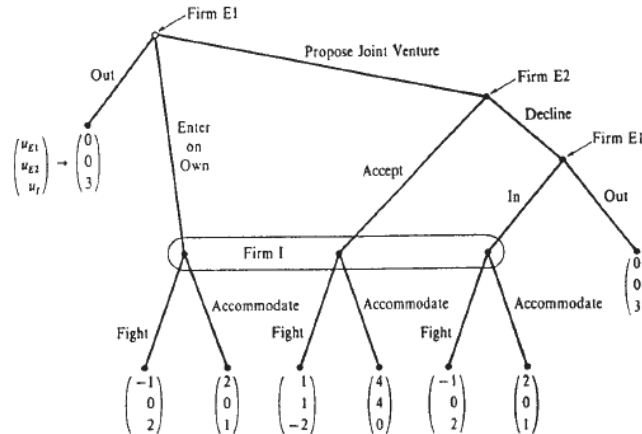 Firm E1
Propose Joint Venture
Firm E2
Out
Decline
Firm E1
Enter
on
Own
Accept
In
Out
(u_E1 u_E2 u_I) → (0 0 3)
Firm I
Fight
Accommodate
Fight
Accommodate
Fight
Accommodate
(0 0 3)
(−1 0 2)
(2 0 1)
(1 1 −2)
(4 4 0)
(−1 0 2)
(2 0 1)